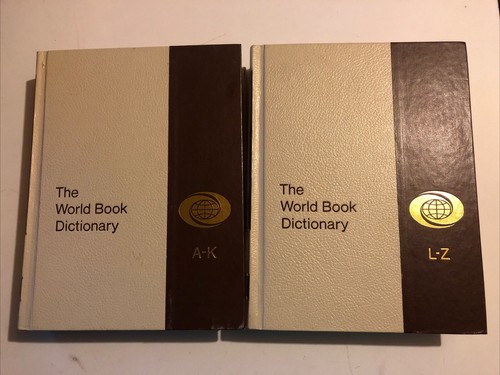 The
World Book
Dictionary
A-K
The
World Book
Dictionary
L-Z